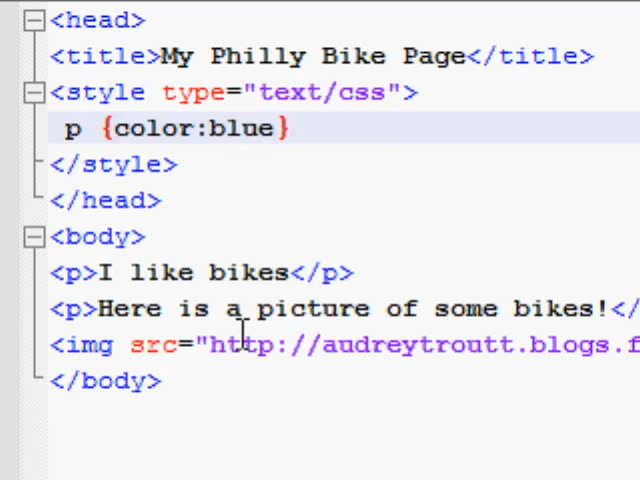 <head>
<title>My Philly Bike Page</title>
<style type="text/css">
p {color:blue}
</style>
</head>
<body>
<p>I like bikes</p>
<p>Here is a picture of some bikes!</
<img src="http://audreytroutt.blogs.f
</body>